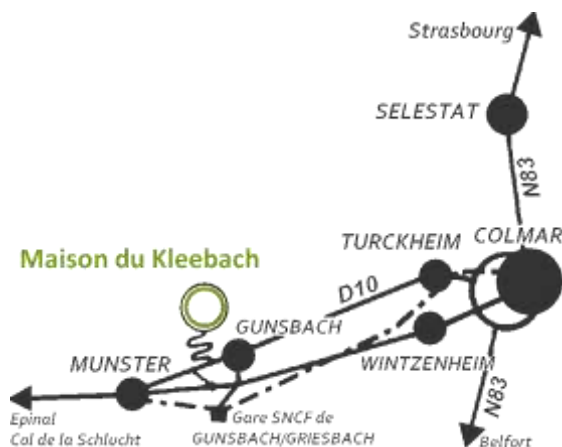 Strasbourg
SELESTAT
N83
TURCKHEIM
COLMAR
Maison du Kleebach
D10
GUNSBACH
MUNSTER
WINTZENHEIM
N83
Epinal
Col de la Schlucht
Gare SNCF de
GUNSBACH/GRIESBACH
Belfort